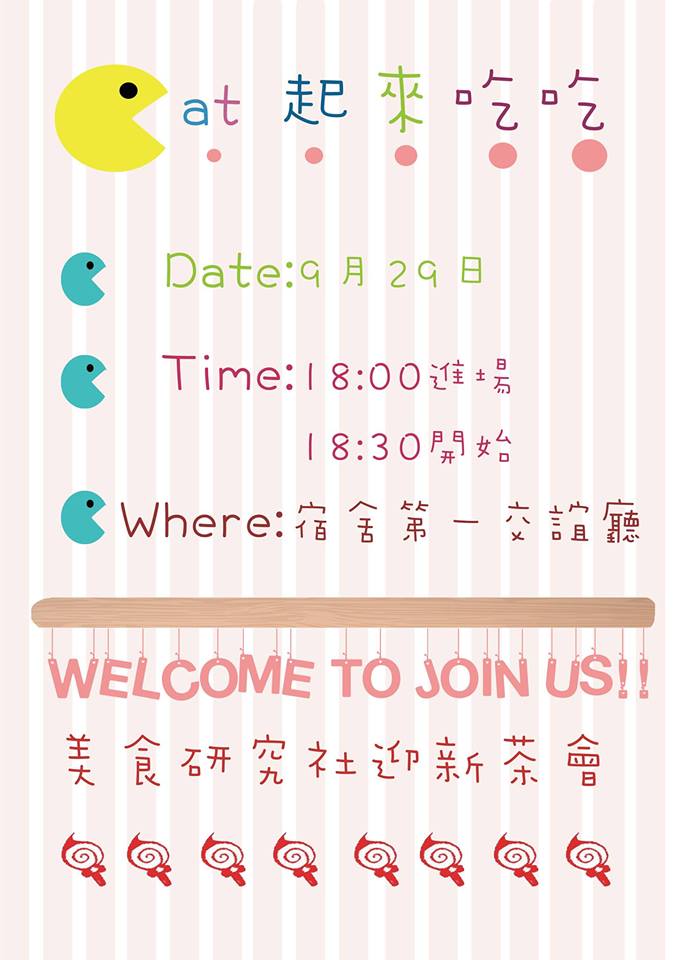 at 起來吃吃
Date:9月29日
Time:18:00進場
18:30開始
Where:宿舍第一交誼廳
WELCOME TO JOIN US!!
美食研究社迎新茶會